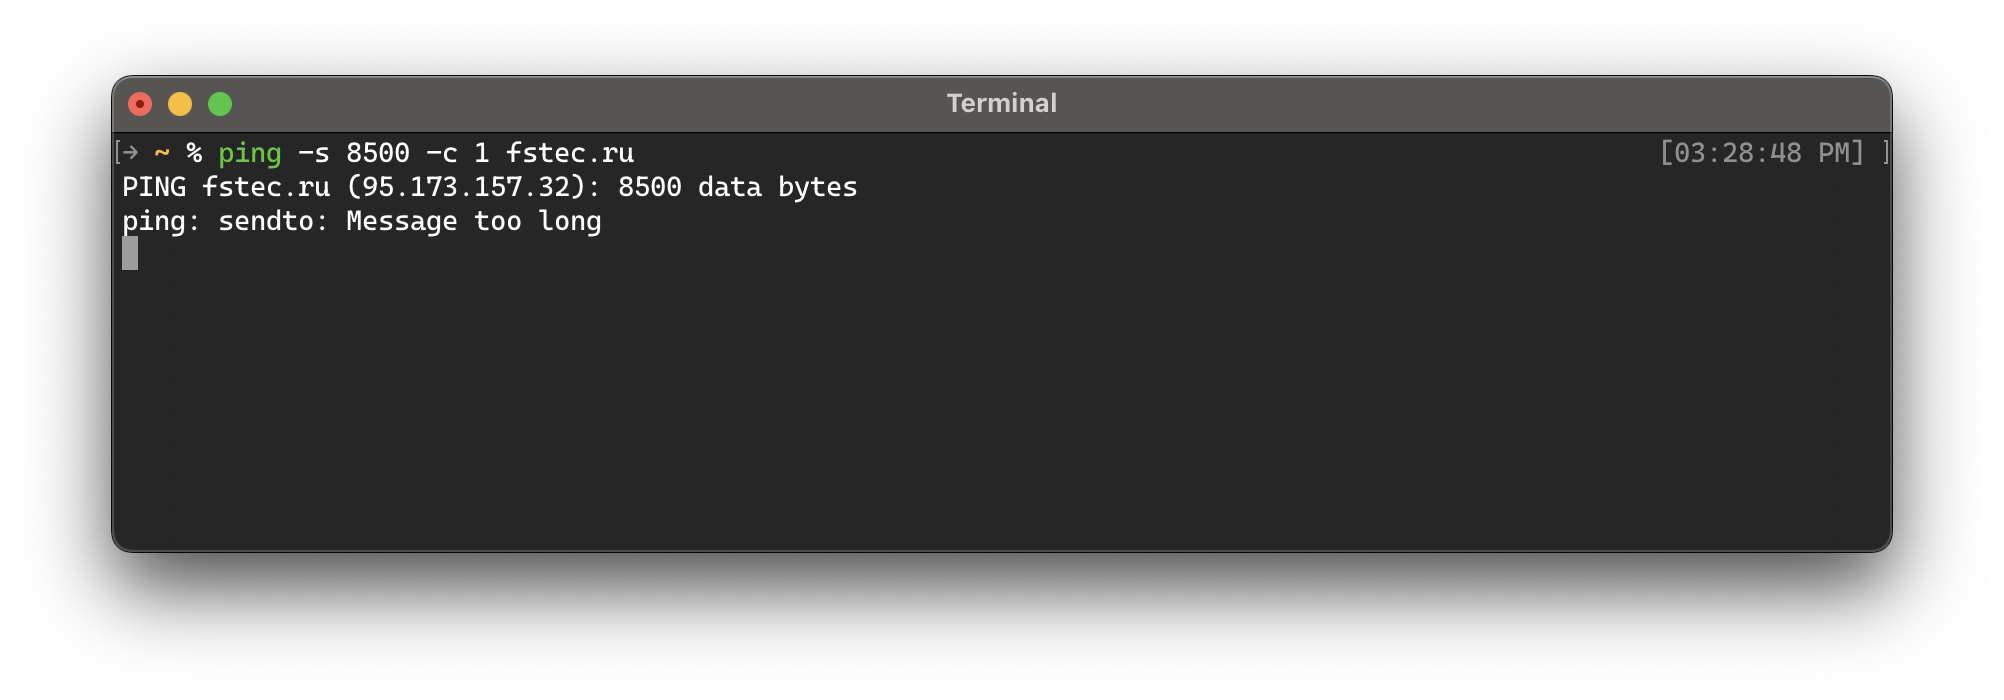 Terminal
[→ ~ % ping -s 8500 -c 1 fstec.ru [03:28:48 PM] ]
PING fstec.ru (95.173.157.32): 8500 data bytes
ping: sendto: Message too long